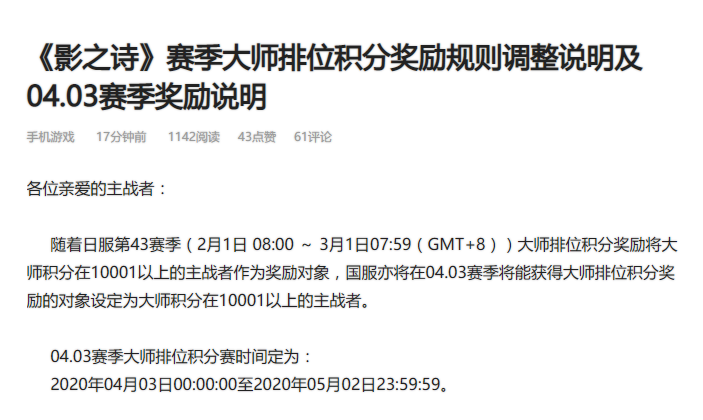 《影之诗》赛季大师排位积分奖励规则调整说明及
04.03赛季奖励说明
手机游戏 17分钟前 1142阅读 43点赞 61评论
各位亲爱的主战者：
随着日服第43赛季（2月1日 08:00 ～ 3月1日07:59（GMT+8））大师排位积分奖励将大
师积分在10001以上的主战者作为奖励对象，国服亦将在04.03赛季将能获得大师排位积分奖
励的对象设定为大师积分在10001以上的主战者。
04.03赛季大师排位积分赛时间定为：
2020年04月03日00:00:00至2020年05月02日23:59:59。